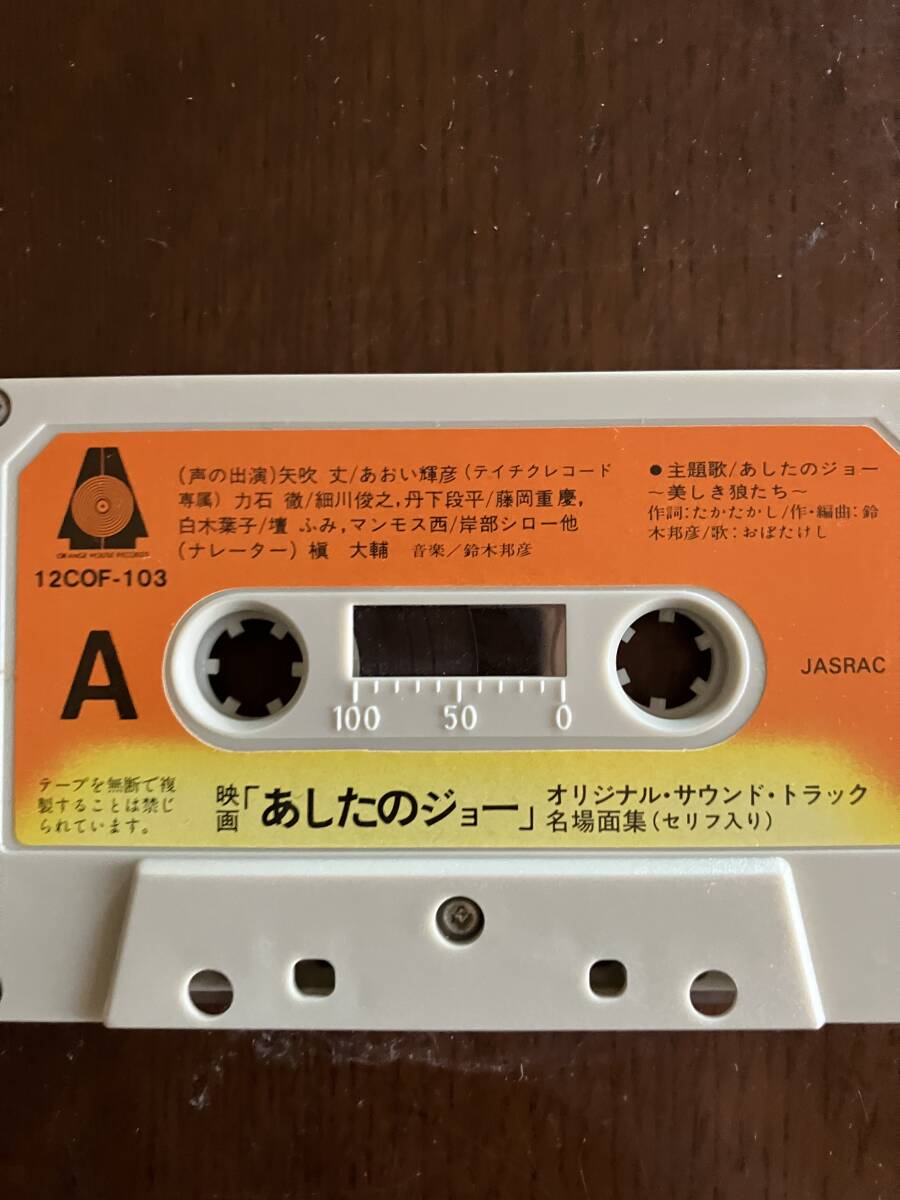 (声の出演)矢吹 丈/あおい輝彦(テイチクレコード
専属) 力石 徹/細川俊之,丹下段平/藤岡重慶,
白木葉子/壇 ふみ,マンモス西/岸部シロー他
(ナレーター) 槇 大輔 音楽/鈴木邦彦
●主題歌/あしたのジョー
〜美しき狼たち〜
作詞:たかたかし/作・編曲:鈴
木邦彦/歌:おぼたけし
ORANGE HOUSE RECORDS
12COF-103
A
100 50 0
JASRAC
テープを無断で複
製することは禁じ
られています。
映画「あしたのジョー」
オリジナル・サウンド・トラック
名場面集(セリフ入り)